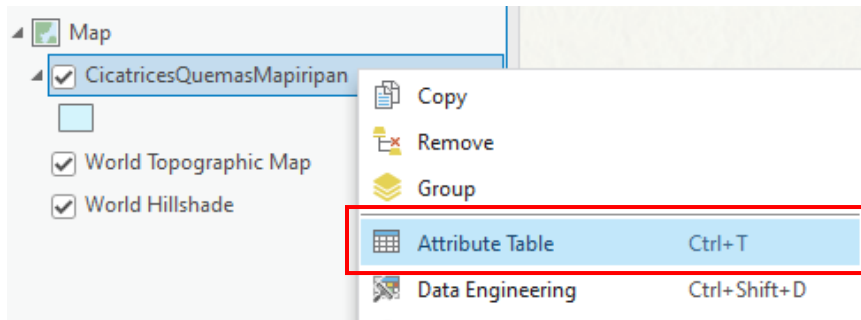 Map
CicatricesQuemasMapiripan
Copy
Remove
World Topographic Map
Group
World Hillshade
Attribute Table Ctrl+T
Data Engineering Ctrl+Shift+D